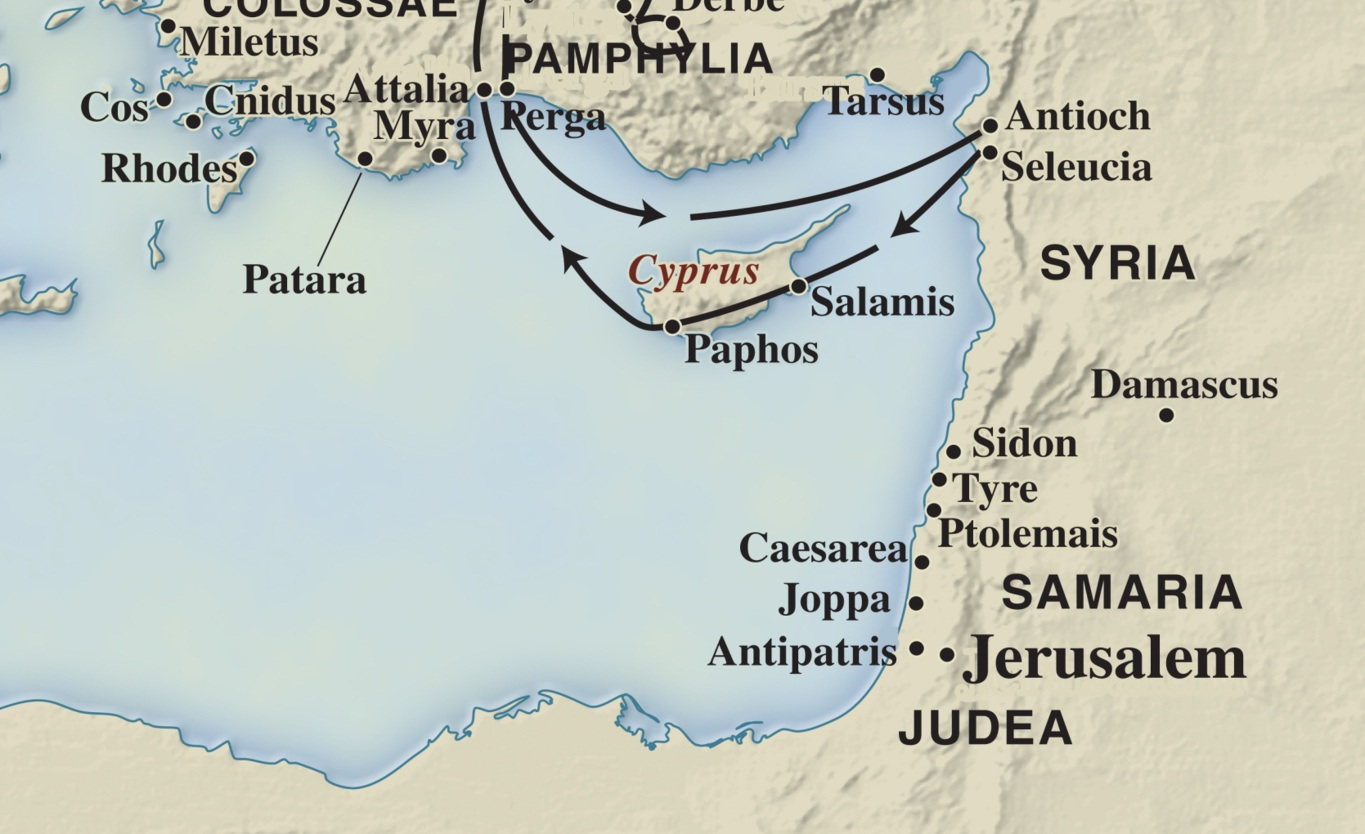 COLOSSAE
Derbe
Miletus
PAMPHYLIA
Attalia
Tarsus
Cos
Cnidus
Perga
Antioch
Myra
Rhodes
Seleucia
SYRIA
Cyprus
Patara
Salamis
Paphos
Damascus
Sidon
Tyre
Ptolemais
Caesarea
SAMARIA
Joppa
Antipatris
Jerusalem
JUDEA